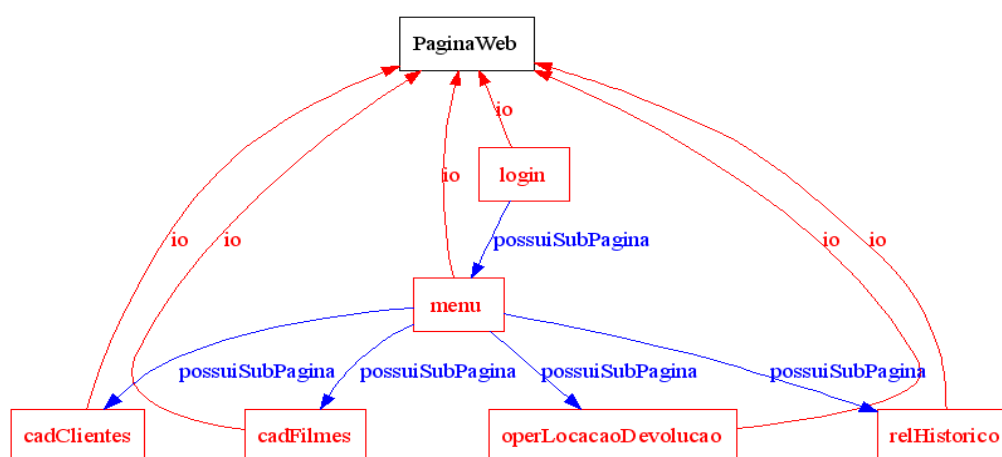 PaginaWeb
io
login
io
io io io io
possuiSubPagina
menu
possuiSubPagina possuiSubPagina possuiSubPagina possuiSubPagina
cadClientes cadFilmes operLocacaoDevolucao relHistorico